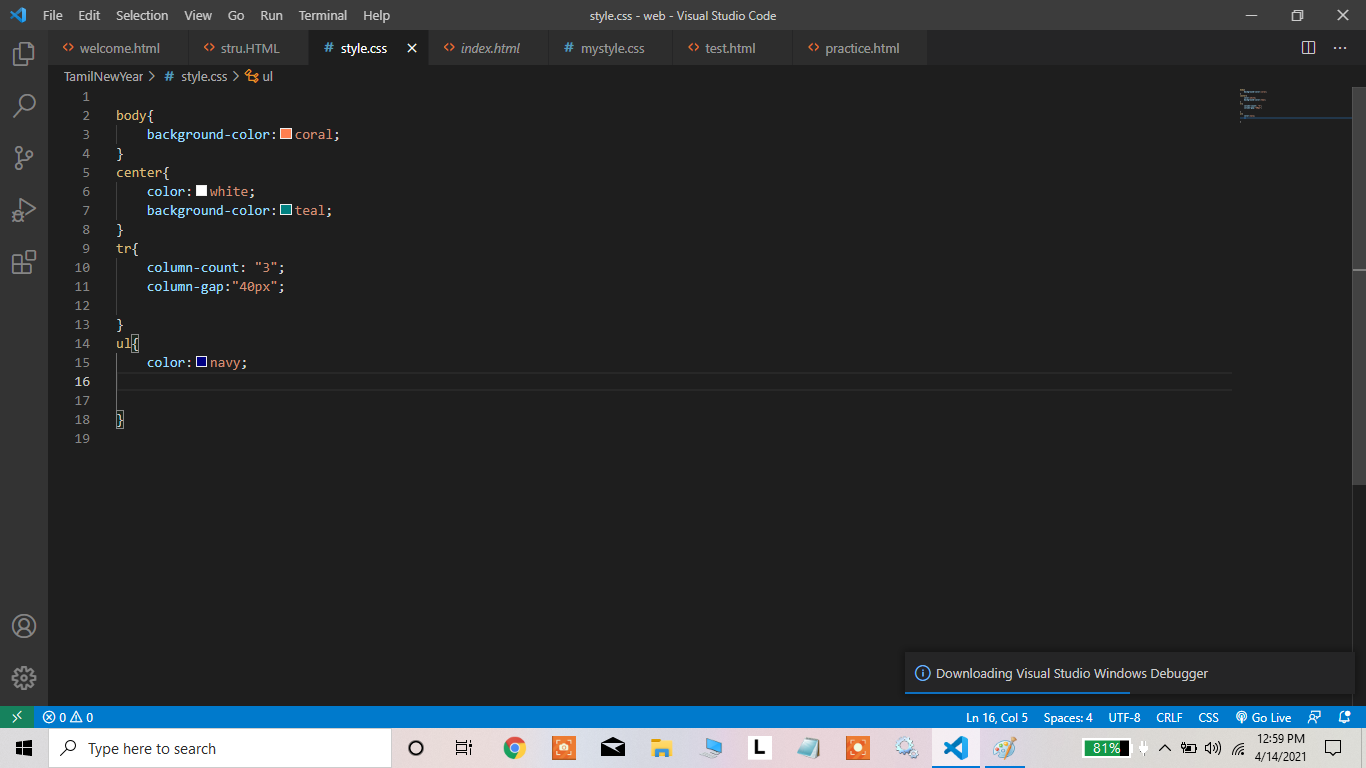 File Edit Selection View Go Run Terminal Help style.css - web - Visual Studio Code
welcome.html stru.HTML # style.css index.html # mystyle.css test.html practice.html
TamilNewYear > # style.css > ul
1
2 body{
3 background-color: coral;
4 }
5 center{
6 color: white;
7 background-color: teal;
8 }
9 tr{
10 column-count: "3";
11 column-gap:"40px";
12
13 }
14 ul{
15 color: navy;
16
17
18 }
19
Downloading Visual Studio Windows Debugger
0 0 Ln 16, Col 5 Spaces: 4 UTF-8 CRLF CSS Go Live
Type here to search L 81% 12:59 PM
4/14/2021